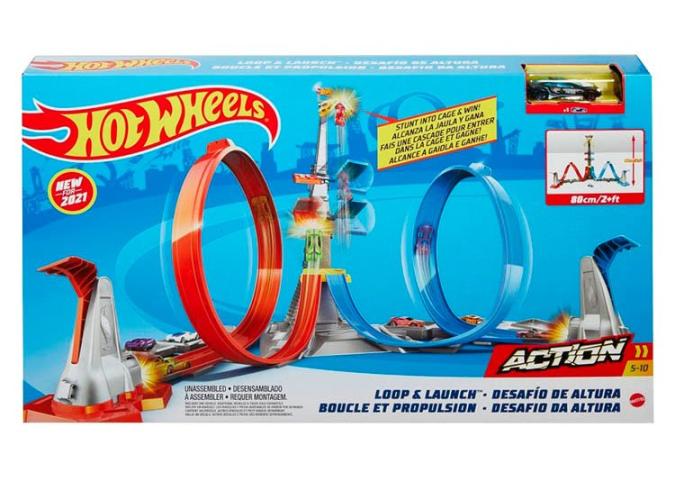 LOOP & LAUNCH™ • DESAFÍO DE ALTURA
BOUCLE ET PROPULSION • DESAFIO DA ALTURA
HOT WHEELS
NEW
FOR
2021
STUNT INTO CAGE & WIN!
ALCANZA LA JAULA Y GANA
FAIS UNE CASCADE POUR ENTRER
DANS LA CAGE ET GAGNE!
ALCANCE A GAIOLA E GANHE!
80cm/2+ft
ACTION
5-10
UNASSEMBLED • DESENSAMBLADO
À ASSEMBLER • REQUER MONTAGEM.
LOOP & LAUNCH™ • DESAFÍO DE ALTURA
BOUCLE ET PROPULSION • DESAFIO DA ALTURA
MATTEL